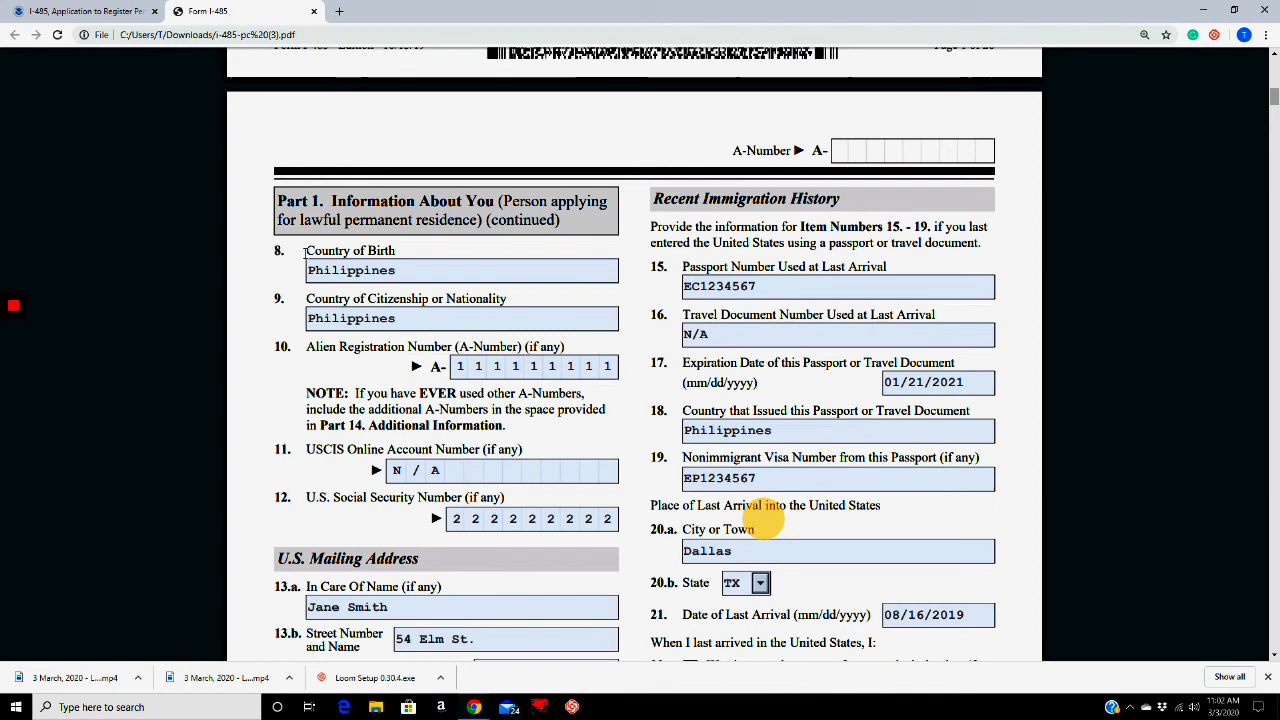 I-485, Application to Register Per
Form I-485
File
C:/Users/T/Downloads/i-485-pc%20(3).pdf
T
A-Number ► A-
Part 1. Information About You (Person applying
for lawful permanent residence) (continued)
8. Country of Birth
Philippines
9. Country of Citizenship or Nationality
Philippines
10. Alien Registration Number (A-Number) (if any)
► A- 1 1 1 1 1 1 1 1 1
NOTE: If you have EVER used other A-Numbers,
include the additional A-Numbers in the space provided
in Part 14. Additional Information.
11. USCIS Online Account Number (if any)
► N / A
12. U.S. Social Security Number (if any)
► 2 2 2 2 2 2 2 2 2
U.S. Mailing Address
13.a. In Care Of Name (if any)
Jane Smith
13.b. Street Number
and Name
54 Elm St.
Recent Immigration History
Provide the information for Item Numbers 15. - 19. if you last
entered the United States using a passport or travel document.
15. Passport Number Used at Last Arrival
EC1234567
16. Travel Document Number Used at Last Arrival
N/A
17. Expiration Date of this Passport or Travel Document
(mm/dd/yyyy) 01/21/2021
18. Country that Issued this Passport or Travel Document
Philippines
19. Nonimmigrant Visa Number from this Passport (if any)
EP1234567
Place of Last Arrival into the United States
20.a. City or Town
Dallas
20.b. State TX
21. Date of Last Arrival (mm/dd/yyyy) 08/16/2019
When I last arrived in the United States, I:
3 March, 2020 - L....mp4
3 March, 2020 - L....mp4
Loom Setup 0.30.4.exe
Show all
Type here to search
a
24
11:02 AM
3/3/2020